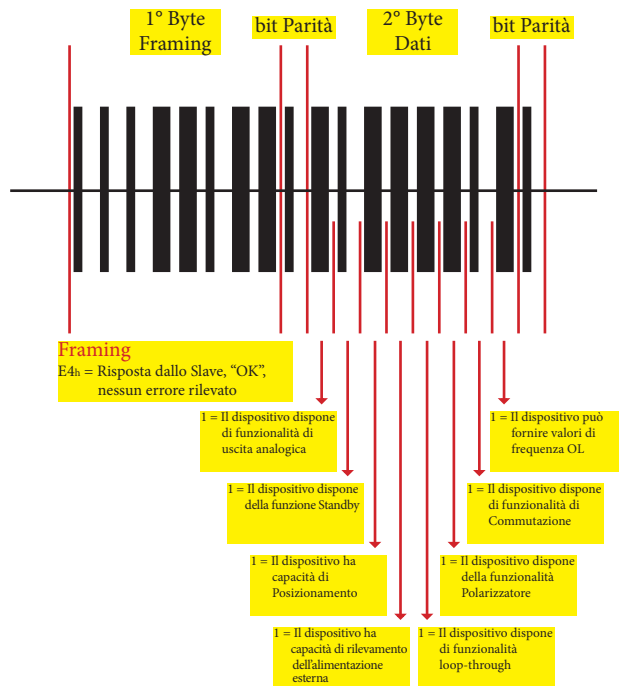 1° Byte
Framing
bit Parità
2° Byte
Dati
bit Parità
Framing
E4h = Risposta dallo Slave, “OK”,
nessun errore rilevato
1 = Il dispositivo dispone
di funzionalità di
uscita analogica
1 = Il dispositivo può
fornire valori di
frequenza OL
1 = Il dispositivo dispone
della funzione Standby
1 = Il dispositivo dispone
di funzionalità di
Commutazione
1 = Il dispositivo ha
capacità di
Posizionamento
1 = Il dispositivo dispone
della funzionalità
Polarizzatore
1 = Il dispositivo ha
capacità di rilevamento
dell'alimentazione
esterna
1 = Il dispositivo dispone
di funzionalità
loop-through